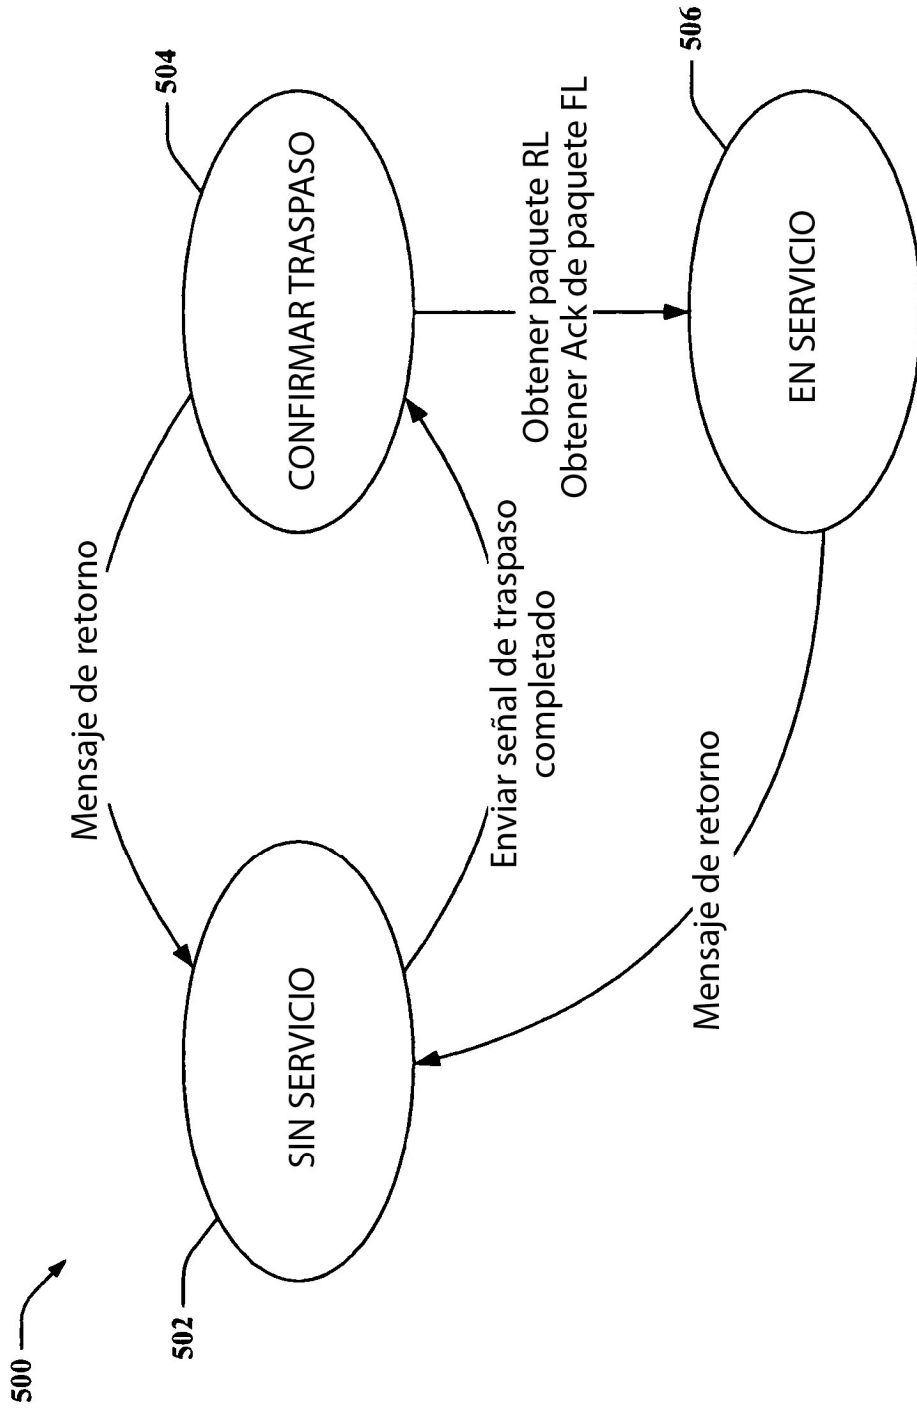 500
502
SIN SERVICIO
Mensaje de retorno
504
CONFIRMAR TRASPASO
Enviar señal de traspaso
completado
Obtener paquete RL
Obtener Ack de paquete FL
Mensaje de retorno
EN SERVICIO
506